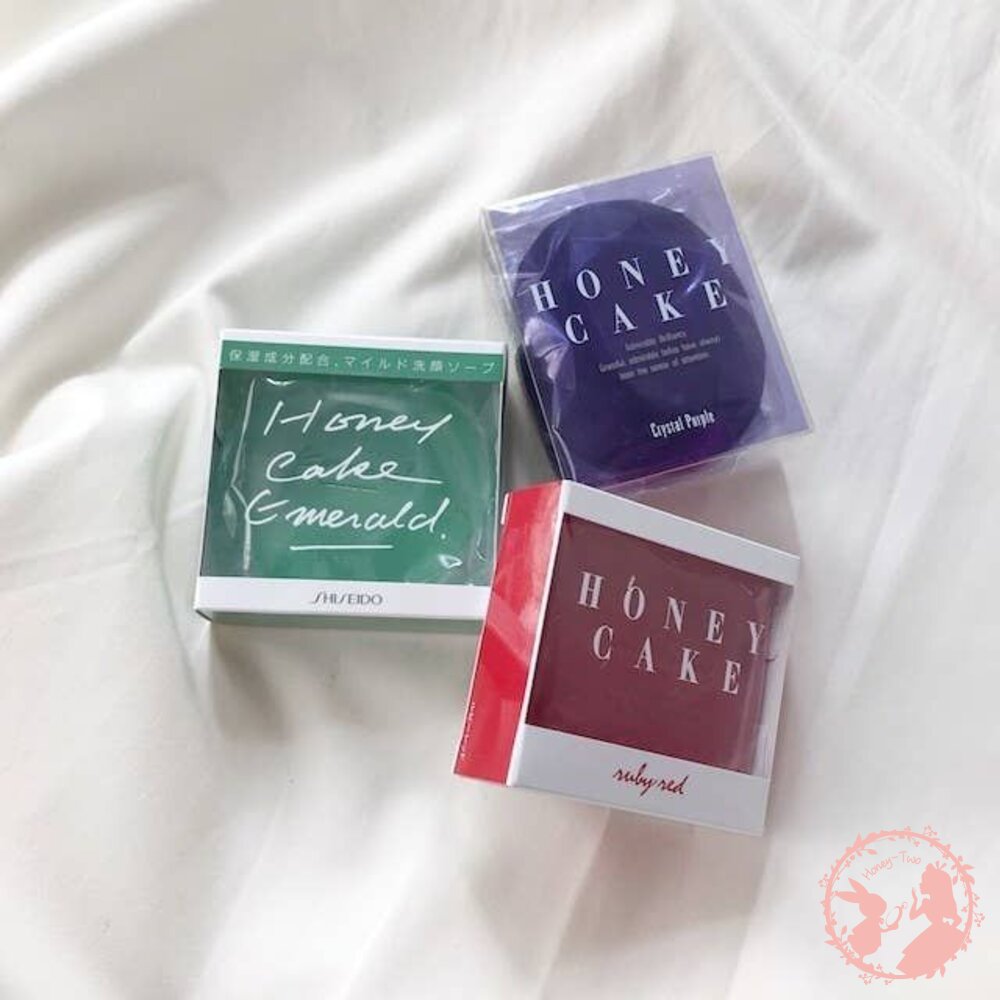 保湿成分配合、マイルド洗顔ソープ
Honey
Cake
Emerald.
SHISEIDO
HONEY
CAKE
Crystal Purple
HONEY
CAKE
ruby red
Honey-Two